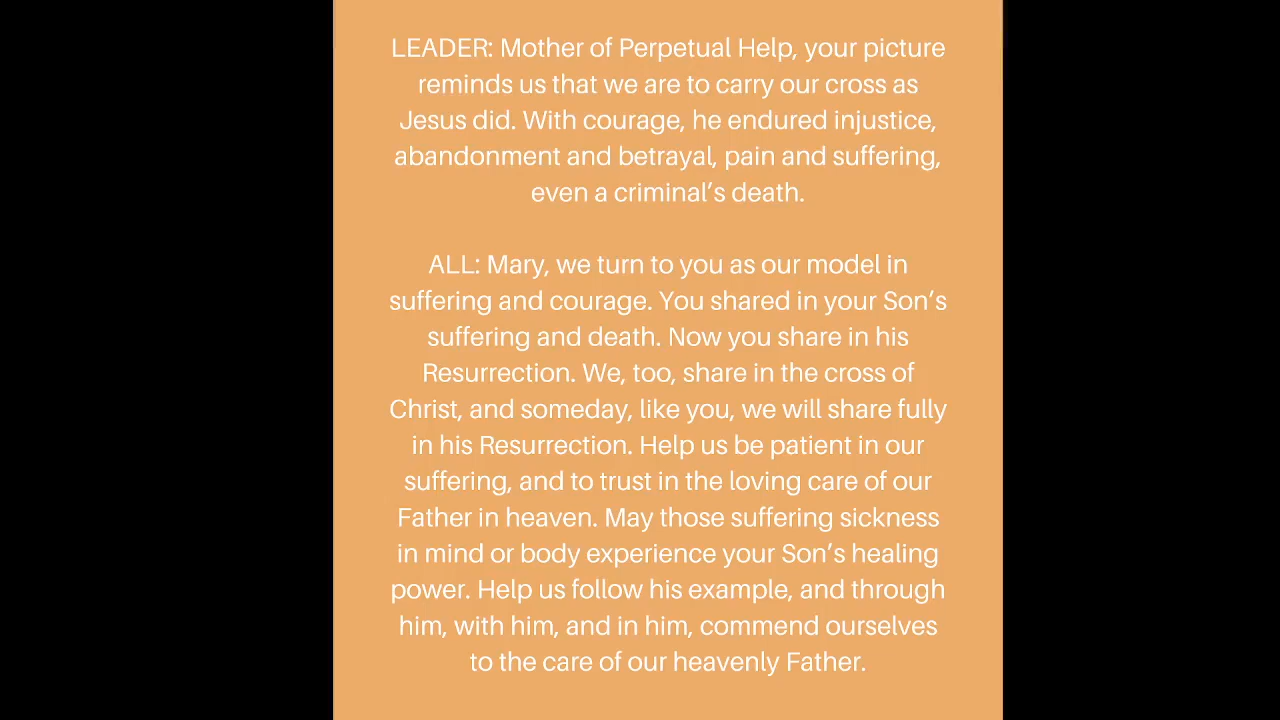 LEADER: Mother of Perpetual Help, your picture
reminds us that we are to carry our cross as
Jesus did. With courage, he endured injustice,
abandonment and betrayal, pain and suffering,
even a criminal’s death.
ALL: Mary, we turn to you as our model in
suffering and courage. You shared in your Son’s
suffering and death. Now you share in his
Resurrection. We, too, share in the cross of
Christ, and someday, like you, we will share fully
in his Resurrection. Help us be patient in our
suffering, and to trust in the loving care of our
Father in heaven. May those suffering sickness
in mind or body experience your Son’s healing
power. Help us follow his example, and through
him, with him, and in him, commend ourselves
to the care of our heavenly Father.